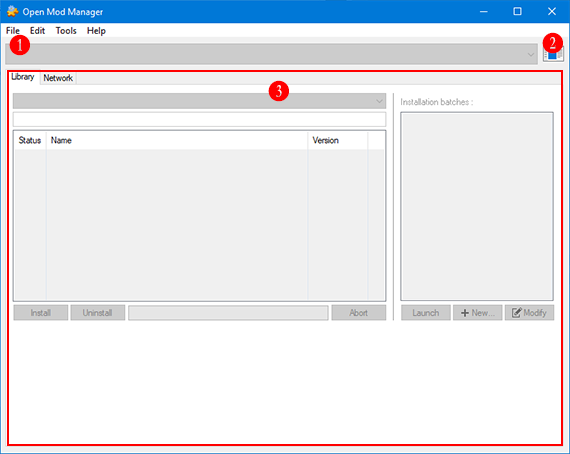 Open Mod Manager
File Edit Tools Help
1
2
Library Network
3
Installation batches :
Status Name Version
Install Uninstall Abort Launch New... Modify